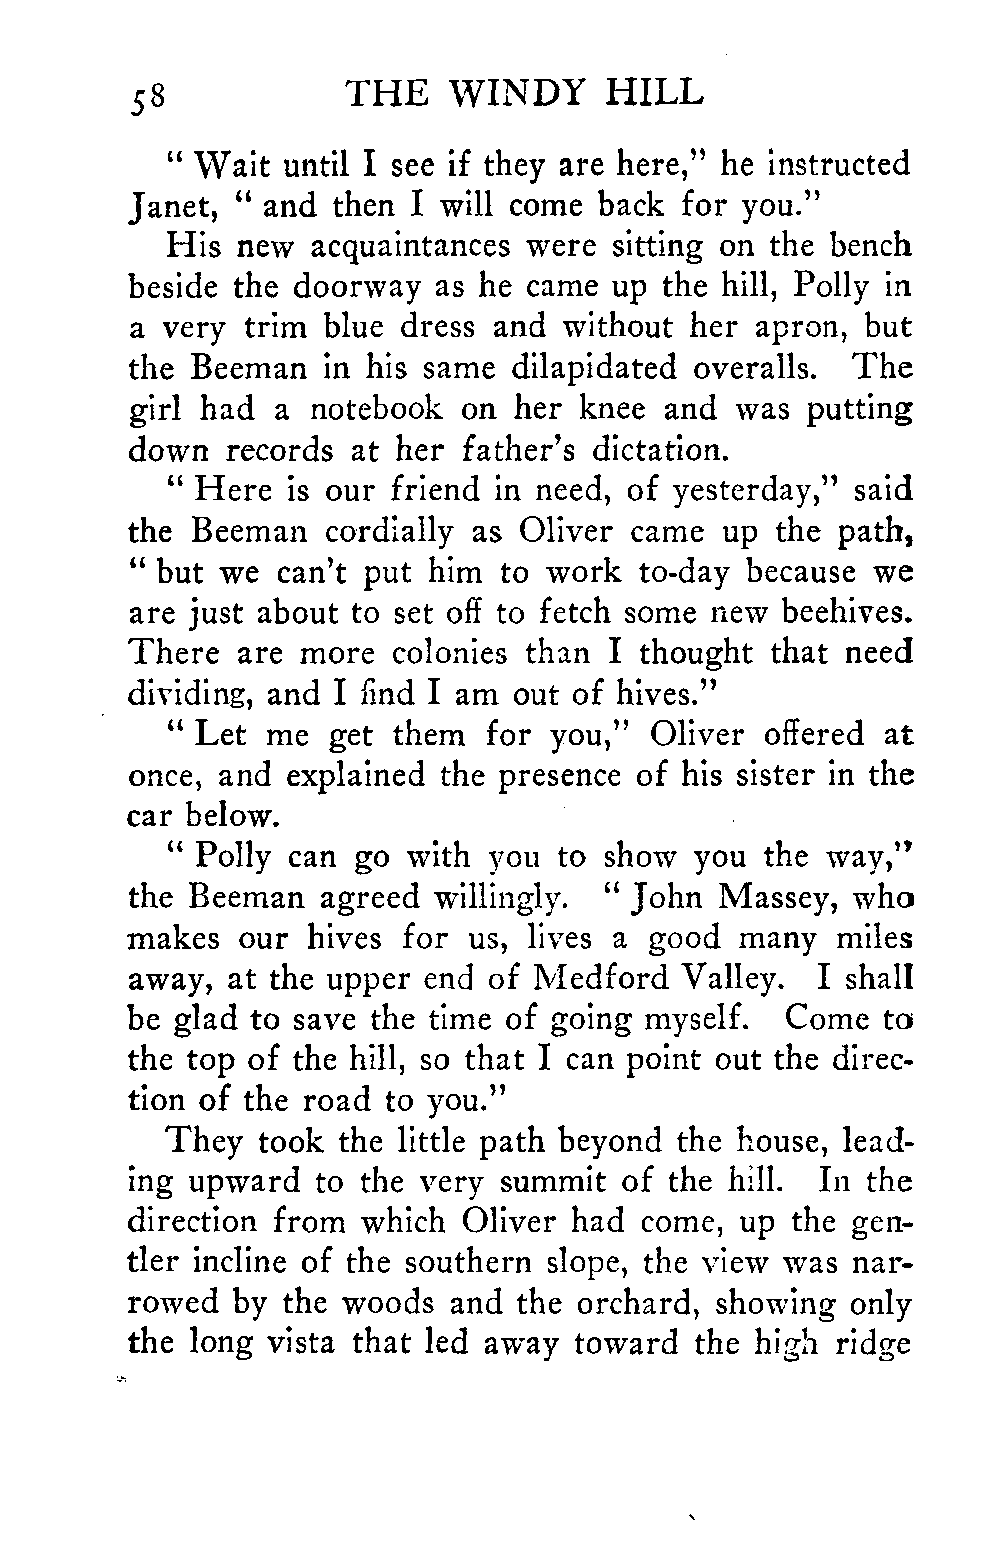 58 THE WINDY HILL
" Wait until I see if they are here," he instructed
Janet, " and then I will come back for you."
His new acquaintances were sitting on the bench
beside the doorway as he came up the hill, Polly in
a very trim blue dress and without her apron, but
the Beeman in his same dilapidated overalls. The
girl had a notebook on her knee and was putting
down records at her father's dictation.
" Here is our friend in need, of yesterday," said
the Beeman cordially as Oliver came up the path,
" but we can't put him to work to-day because we
are just about to set off to fetch some new beehives.
There are more colonies than I thought that need
dividing, and I find I am out of hives."
" Let me get them for you," Oliver offered at
once, and explained the presence of his sister in the
car below.
" Polly can go with you to show you the way,"
the Beeman agreed willingly. " John Massey, who
makes our hives for us, lives a good many miles
away, at the upper end of Medford Valley. I shall
be glad to save the time of going myself. Come to
the top of the hill, so that I can point out the direc-
tion of the road to you."
They took the little path beyond the house, lead-
ing upward to the very summit of the hill. In the
direction from which Oliver had come, up the gen-
tler incline of the southern slope, the view was nar-
rowed by the woods and the orchard, showing only
the long vista that led away toward the high ridge